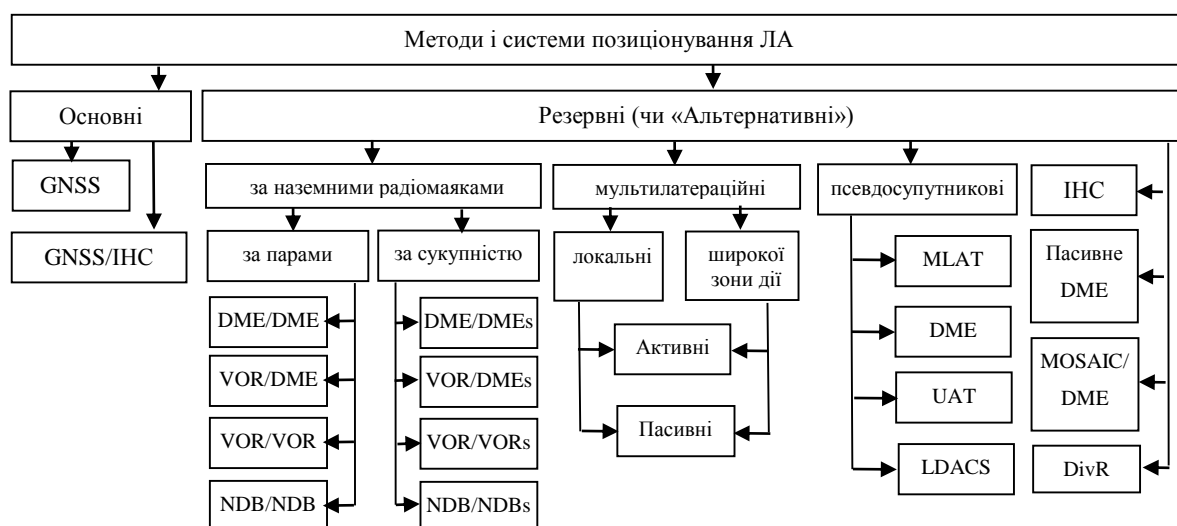 Методи і системи позиціонування ЛА
Основні
Резервні (чи «Альтернативні»)
GNSS
GNSS/ІНС
за наземними радіомаяками
мультилатераційні
псевдосупутникові
ІНС
за парами
за сукупністю
локальні
широкої
зони дії
MLAT
Пасивне
DME
DME/DME
DME/DMEs
Активні
DME
VOR/DME
VOR/DMEs
UAT
MOSAIC/
DME
VOR/VOR
VOR/VORs
Пасивні
LDACS
DivR
NDB/NDB
NDB/NDBs